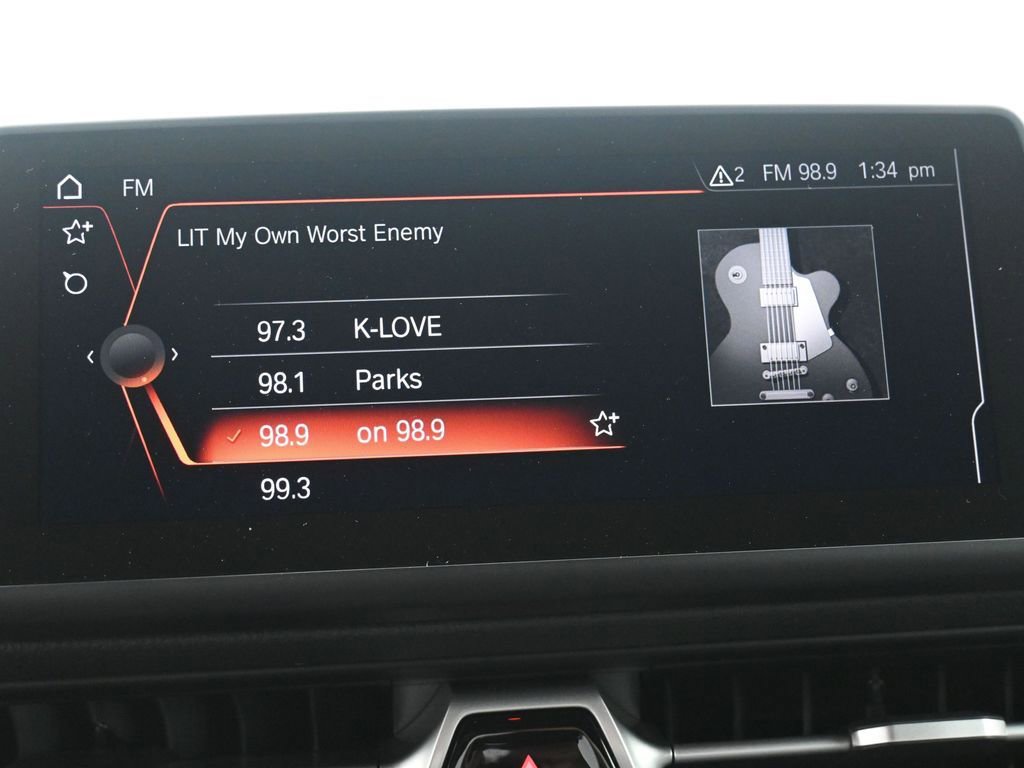 FM
2 FM 98.9 1:34 pm
LIT My Own Worst Enemy
97.3 K-LOVE
98.1 Parks
98.9 on 98.9
99.3